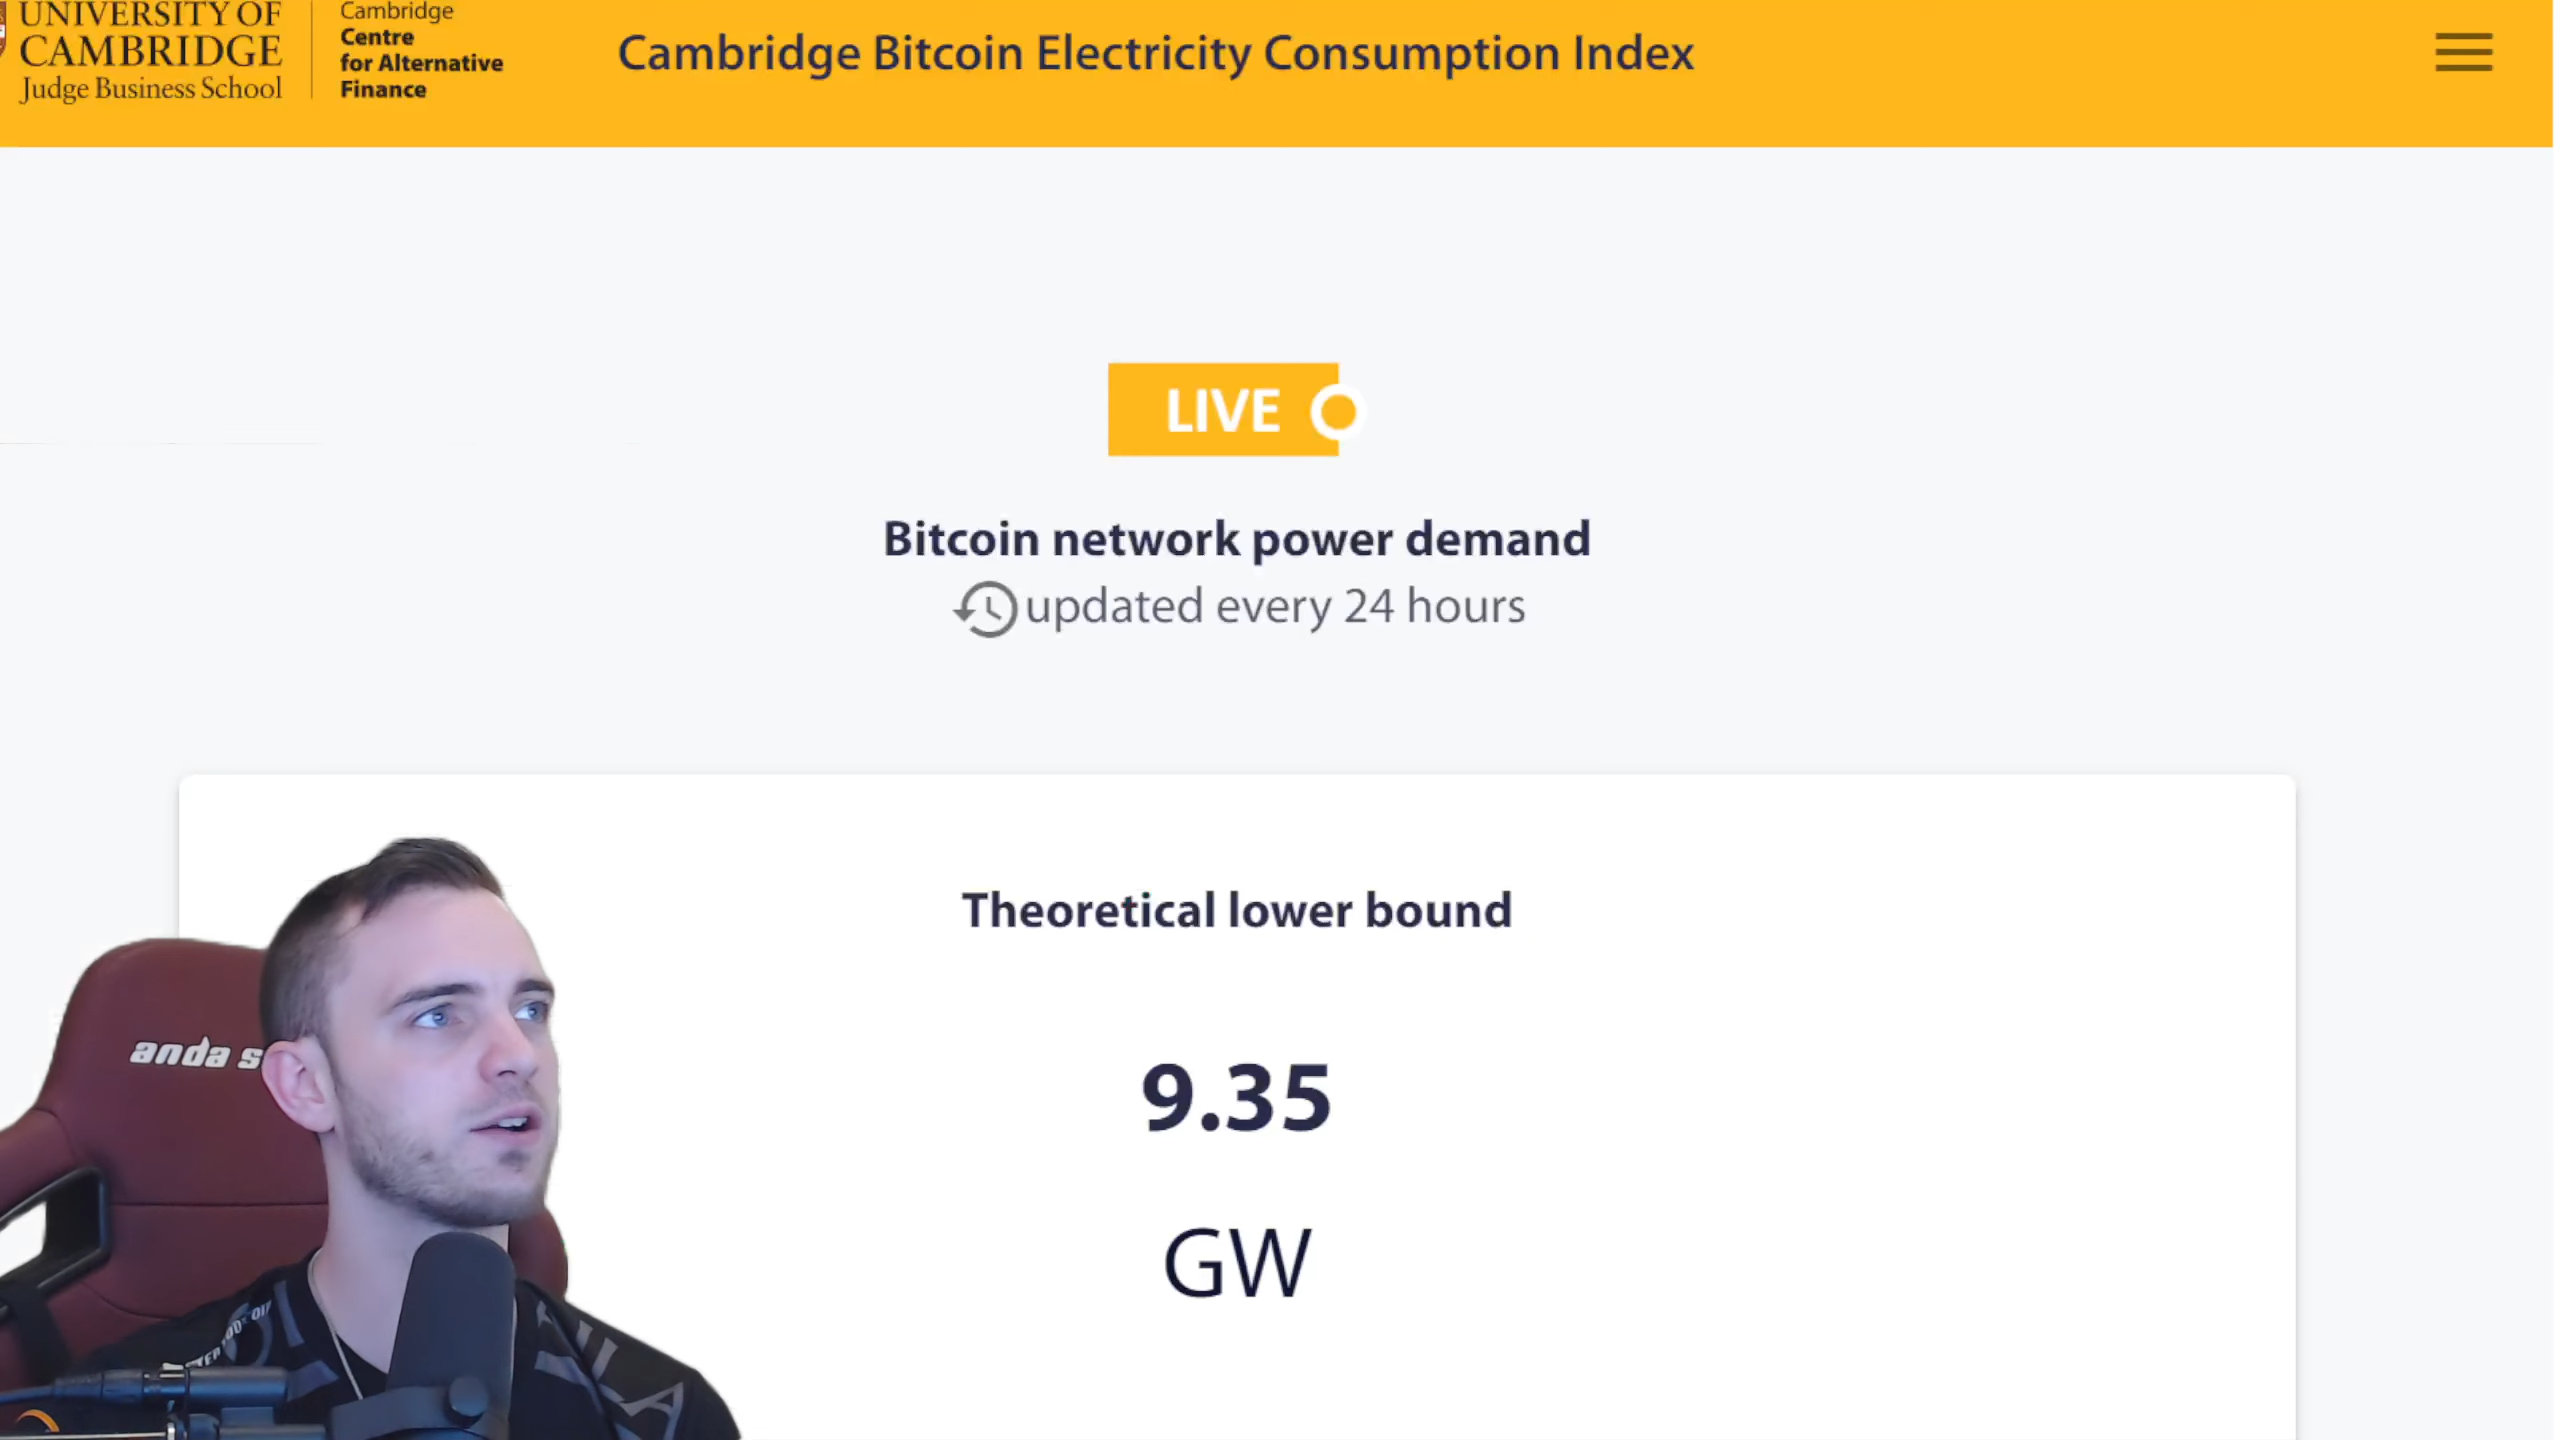 UNIVERSITY OF
CAMBRIDGE
Judge Business School
Cambridge
Centre
for Alternative
Finance
Cambridge Bitcoin Electricity Consumption Index
LIVE
Bitcoin network power demand
updated every 24 hours
Theoretical lower bound
9.35
GW
anda s